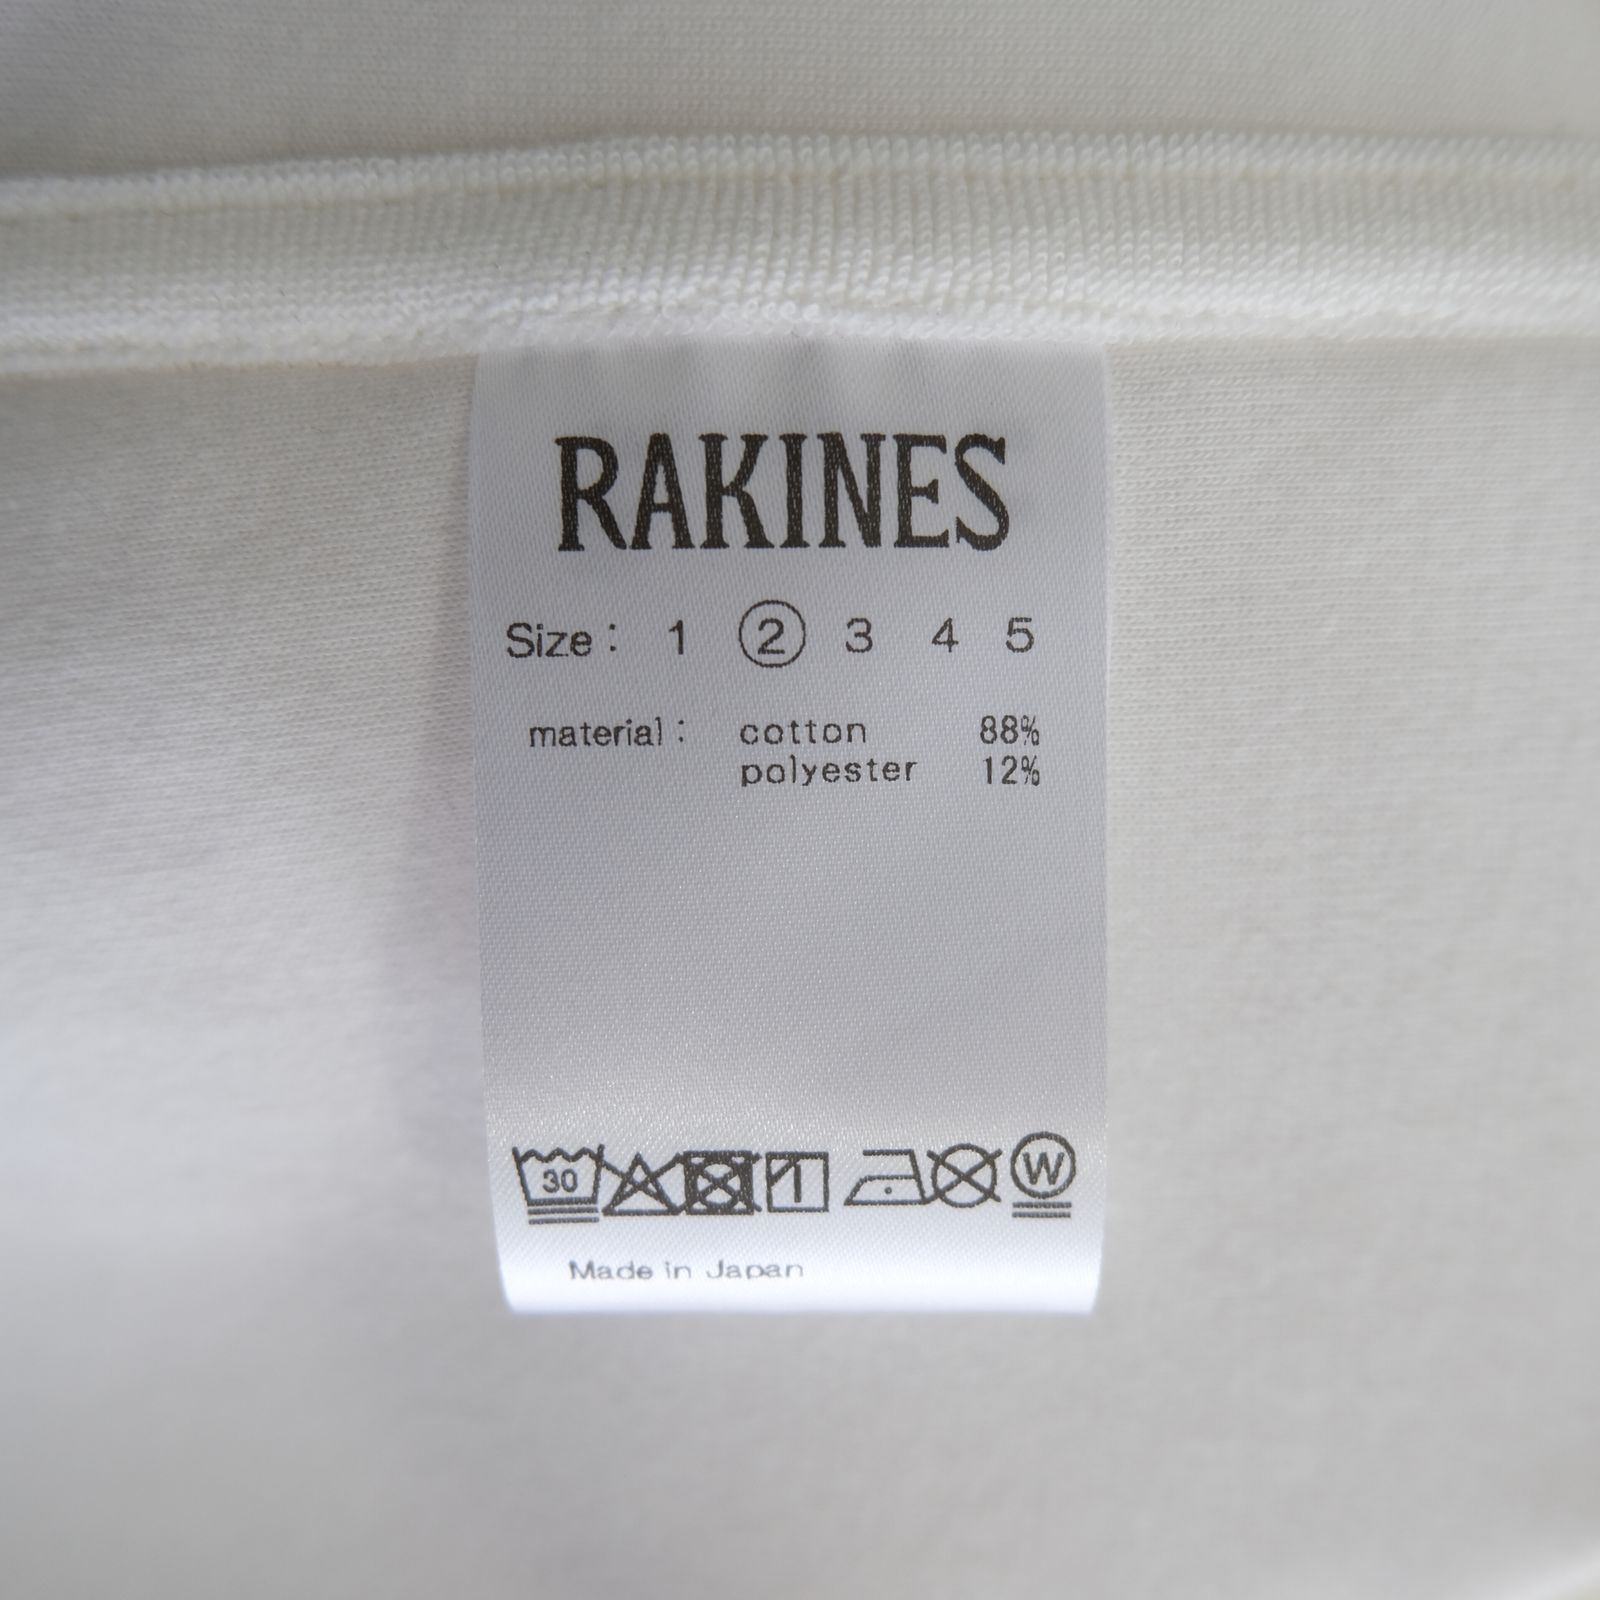 RAKINES
Size: 1 2 3 4 5
material: cotton 88%
polyester 12%
30 W
Made in Japan